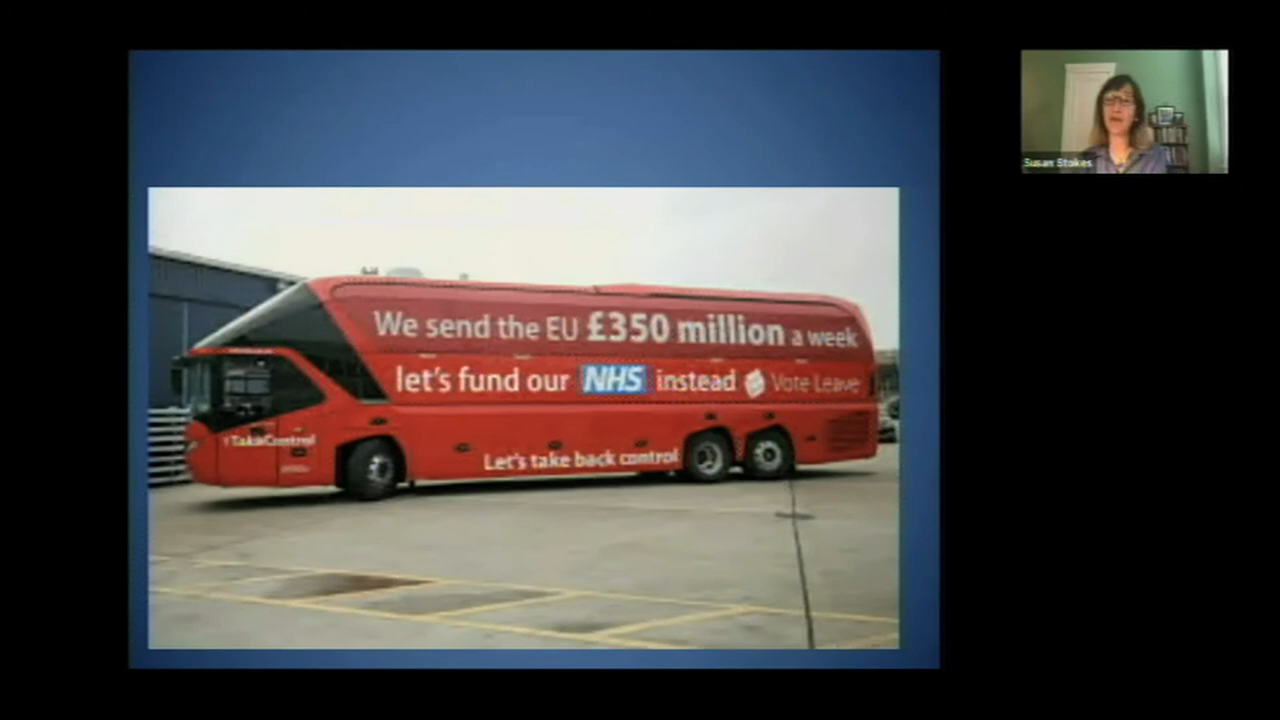 We send the EU £350 million a week
let's fund our NHS instead Vote Leave
#TakeControl
Let's take back control
Susan Stokes